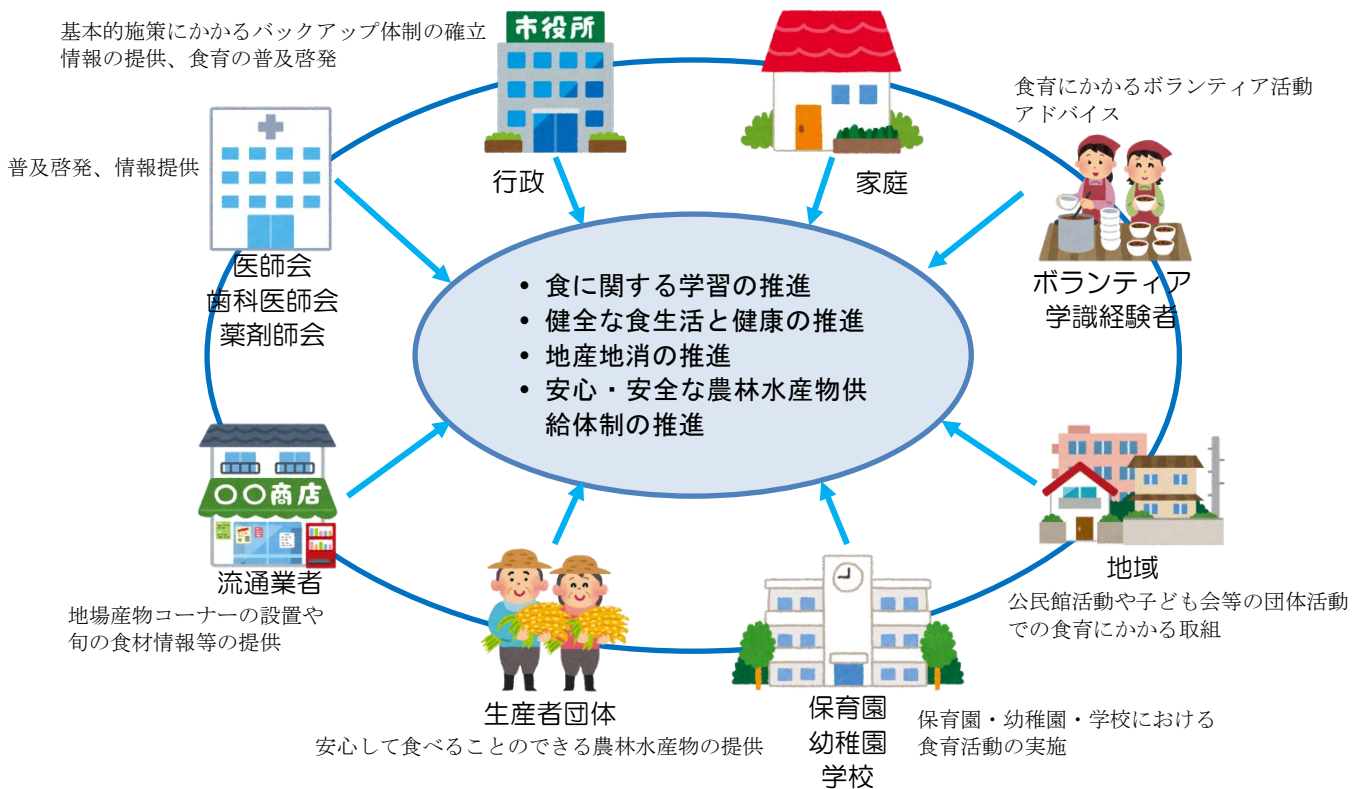 基本的施策にかかるバックアップ体制の確立
情報の提供、食育の普及啓発
市役所
行政
家庭
食育にかかるボランティア活動
アドバイス
ボランティア
学識経験者
普及啓発、情報提供
医師会
歯科医師会
薬剤師会
• 食に関する学習の推進
• 健全な食生活と健康の推進
• 地産地消の推進
• 安心・安全な農林水産物供
給体制の推進
〇〇商店
流通業者
地場産物コーナーの設置や
旬の食材情報等の提供
地域
公民館活動や子ども会等の団体活動
での食育にかかる取組
生産者団体
安心して食べることのできる農林水産物の提供
保育園
幼稚園
学校
保育園・幼稚園・学校における
食育活動の実施